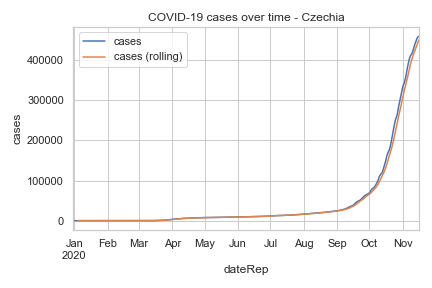 COVID-19 cases over time - Czechia
cases
cases (rolling)
400000
300000
200000
100000
0
cases
Jan Feb Mar Apr May Jun Jul Aug Sep Oct Nov
2020
dateRep